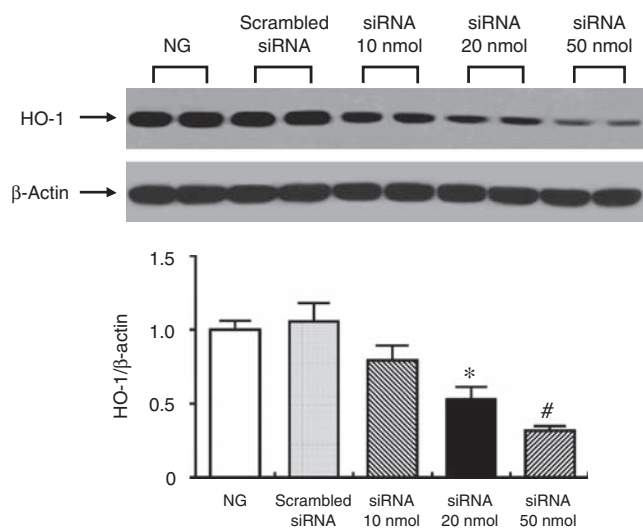 NG
Scrambled
siRNA
siRNA
10 nmol
siRNA
20 nmol
siRNA
50 nmol
HO-1
β-Actin
HO-1/β-actin
1.5
1.0
0.5
0
*
#
NG
Scrambled
siRNA
siRNA
10 nmol
siRNA
20 nmol
siRNA
50 nmol